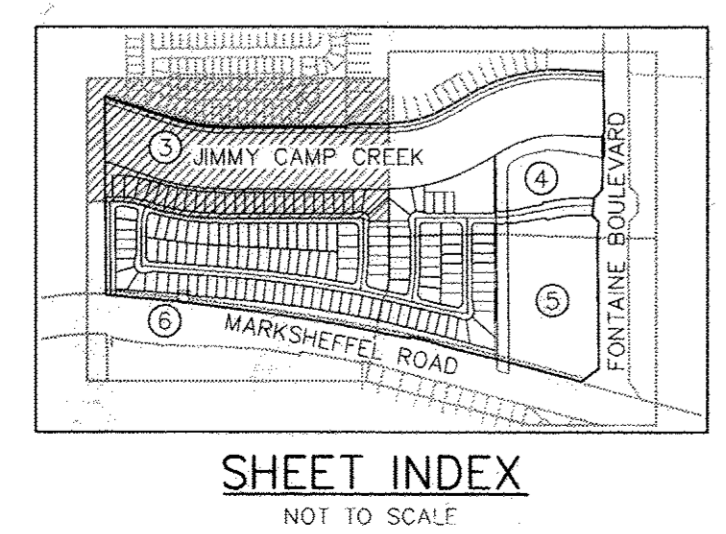 ③ JIMMY CAMP CREEK
④
FONTAINE BOULEVARD
⑤
⑥ MARKSHEFFEL ROAD
SHEET INDEX
NOT TO SCALE